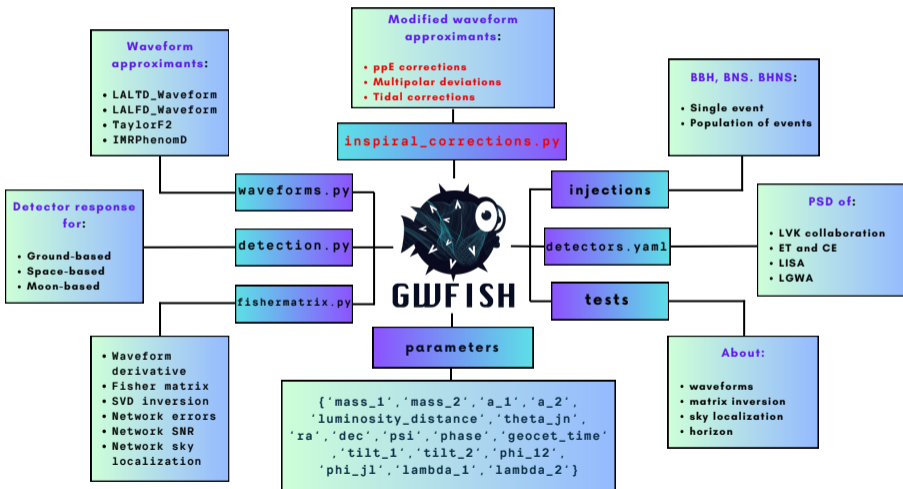 Modified waveform
approximants:
• ppE corrections
• Multipolar deviations
• Tidal corrections
inspiral_corrections.py
Waveform
approximants:
• LALTD_Waveform
• LALFD_Waveform
• TaylorF2
• IMRPhenomD
waveforms.py
Detector response
for:
• Ground-based
• Space-based
• Moon-based
detection.py
fishermatrix.py
• Waveform
derivative
• Fisher matrix
• SVD inversion
• Network errors
• Network SNR
• Network sky
localization
GWFISH
BBH, BNS. BHNS:
• Single event
• Population of events
injections
PSD of:
• LVK collaboration
• ET and CE
• LISA
• LGWA
detectors.yaml
tests
About:
• waveforms
• matrix inversion
• sky localization
• horizon
parameters
{'mass_1','mass_2','a_1','a_2',
'luminosity_distance','theta_jn',
'ra','dec','psi','phase','geocet_time'
'tilt_1','tilt_2','phi_12',
'phi_jl','lambda_1','lambda_2'}